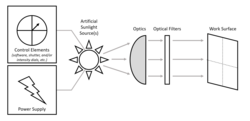 Artificial
Sunlight
Source(s)
Optics
Optical Filters
Work Surface
Control Elements
(software, shutter, and/or
intensity dials, etc.)
Power Supply